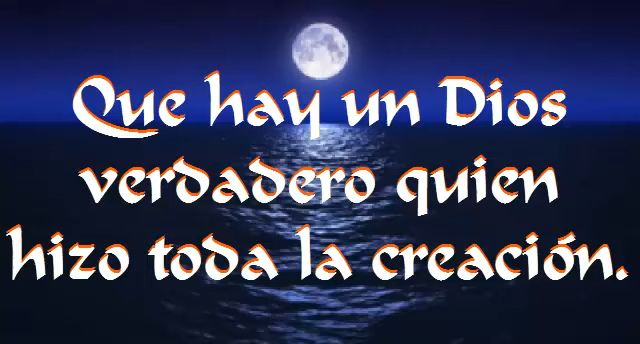 Que hay un Dios
verdadero quien
hizo toda la creación.